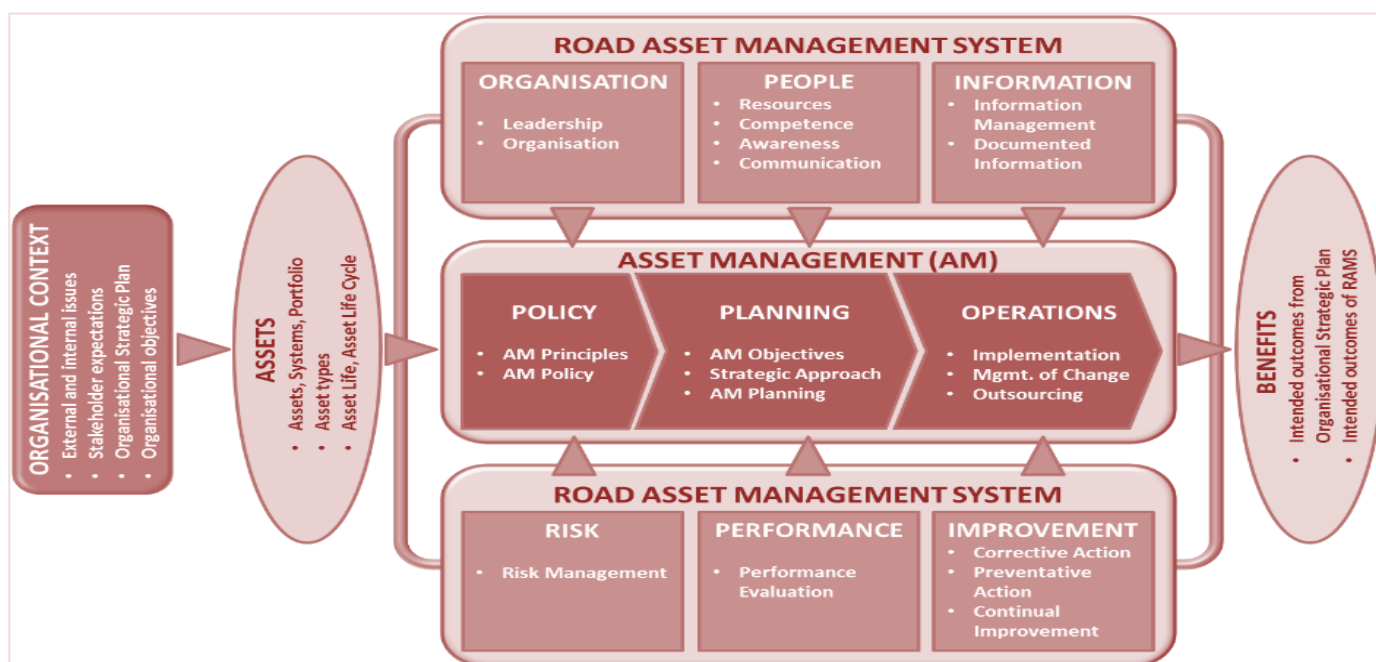 ORGANISATIONAL CONTEXT
• External and internal issues
• Stakeholder expectations
• Organisational Strategic Plan
• Organisational objectives
ASSETS
• Assets, Systems, Portfolio
• Asset types
• Asset Life, Asset Life Cycle
ROAD ASSET MANAGEMENT SYSTEM
ORGANISATION
• Leadership
• Organisation
PEOPLE
• Resources
• Competence
• Awareness
• Communication
INFORMATION
• Information
Management
• Documented
Information
ASSET MANAGEMENT (AM)
POLICY
• AM Principles
• AM Policy
PLANNING
• AM Objectives
• Strategic Approach
• AM Planning
OPERATIONS
• Implementation
• Mgmt. of Change
• Outsourcing
ROAD ASSET MANAGEMENT SYSTEM
RISK
• Risk Management
PERFORMANCE
• Performance
Evaluation
IMPROVEMENT
• Corrective Action
• Preventative
Action
• Continual
Improvement
BENEFITS
• Intended outcomes from
Organisational Strategic Plan
• Intended outcomes of RAMS